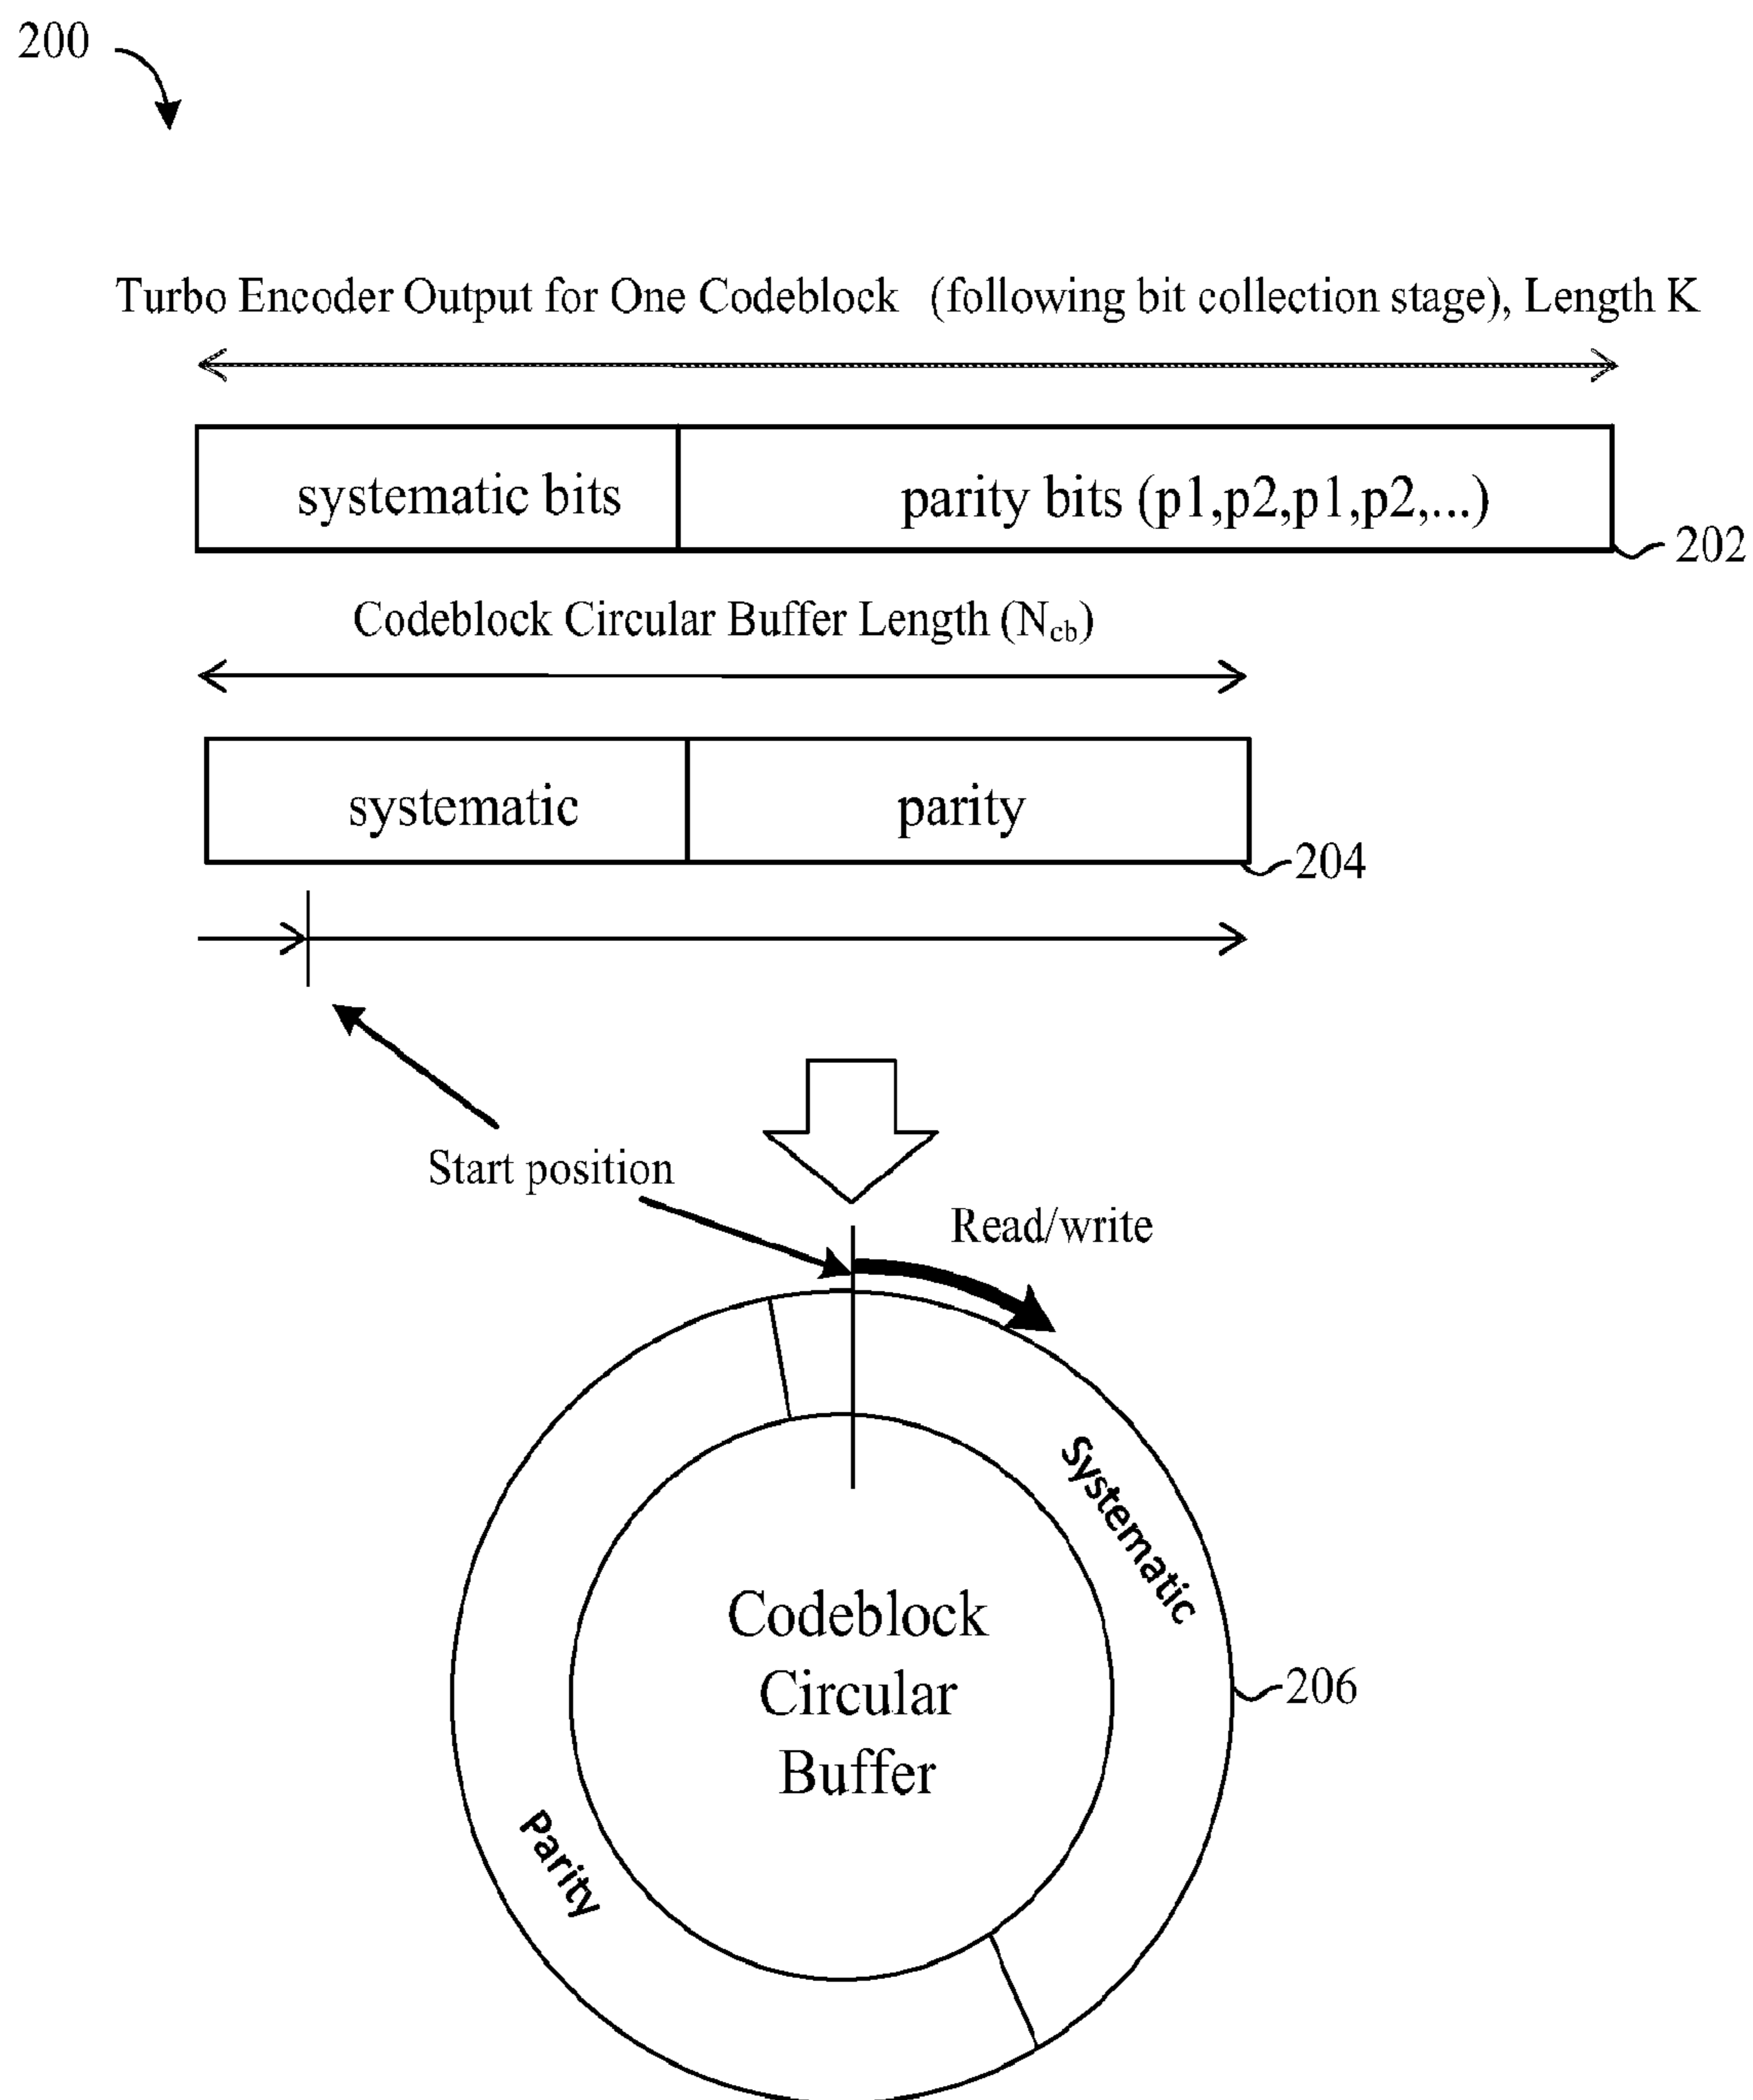 200
Turbo Encoder Output for One Codeblock (following bit collection stage), Length K
systematic bits
parity bits (p1,p2,p1,p2,...)
202
Codeblock Circular Buffer Length (Ncb)
systematic
parity
204
Start position
Read/write
Systematic
Codeblock
Circular
Buffer
206
Parity